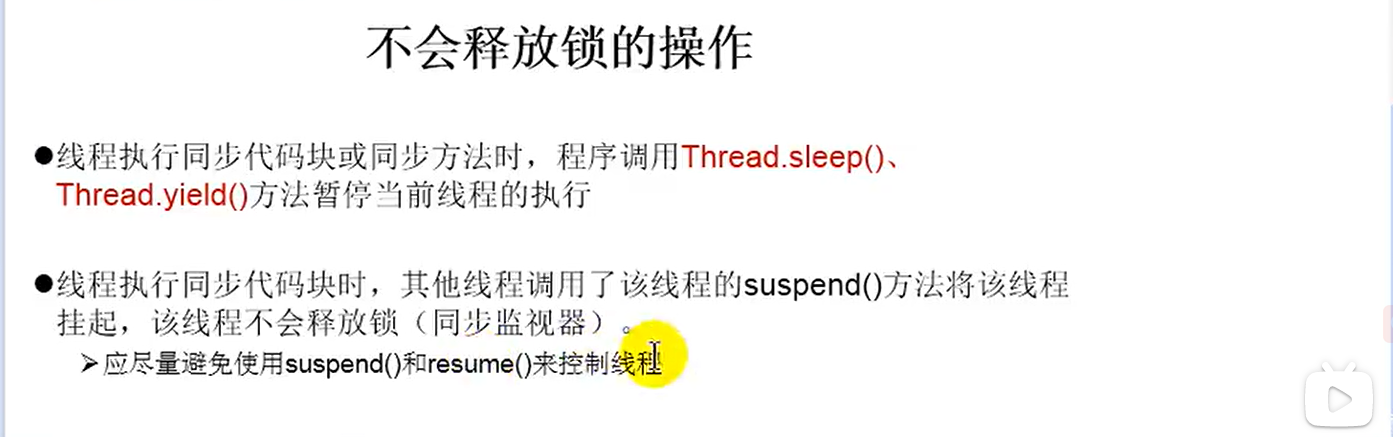 不会释放锁的操作
●线程执行同步代码块或同步方法时，程序调用Thread.sleep()、
Thread.yield()方法暂停当前线程的执行
●线程执行同步代码块时，其他线程调用了该线程的suspend()方法将该线程
挂起，该线程不会释放锁（同步监视器）。
➢应尽量避免使用suspend()和resume()来控制线程